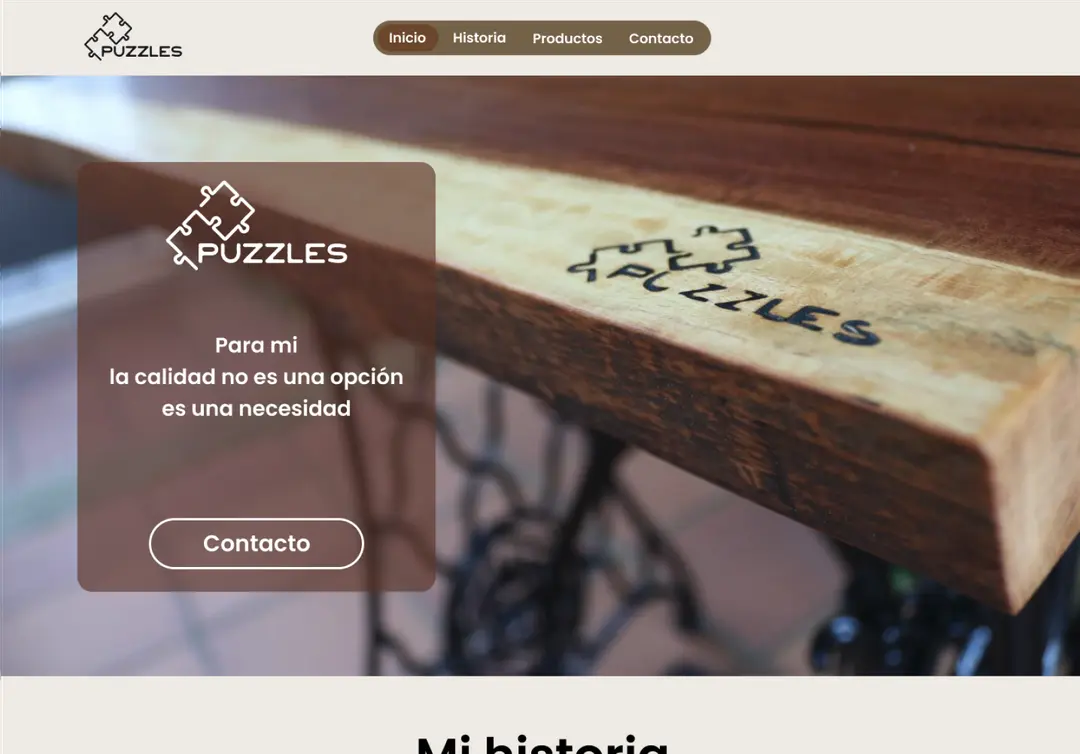 PUZZLES
Inicio Historia Productos Contacto
PUZZLES
PUZZLES
Para mi
la calidad no es una opción
es una necesidad
Contacto
Mi historia